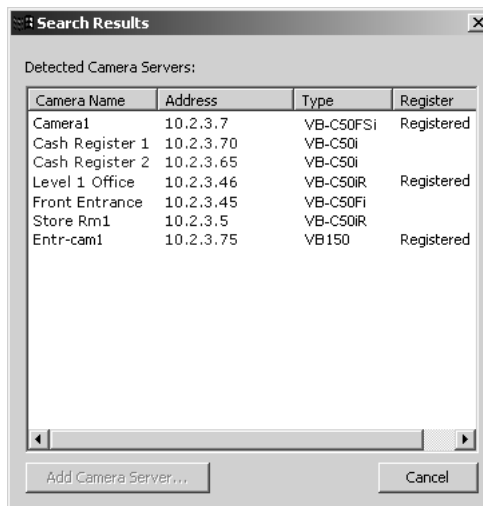 Search Results
Detected Camera Servers:
Camera Name Address Type Register
Camera1 10.2.3.7 VB-C50FSi Registered
Cash Register 1 10.2.3.70 VB-C50i
Cash Register 2 10.2.3.65 VB-C50i
Level 1 Office 10.2.3.46 VB-C50iR Registered
Front Entrance 10.2.3.45 VB-C50Fi
Store Rm1 10.2.3.5 VB-C50iR
Entr-cam1 10.2.3.75 VB150 Registered
Add Camera Server... Cancel